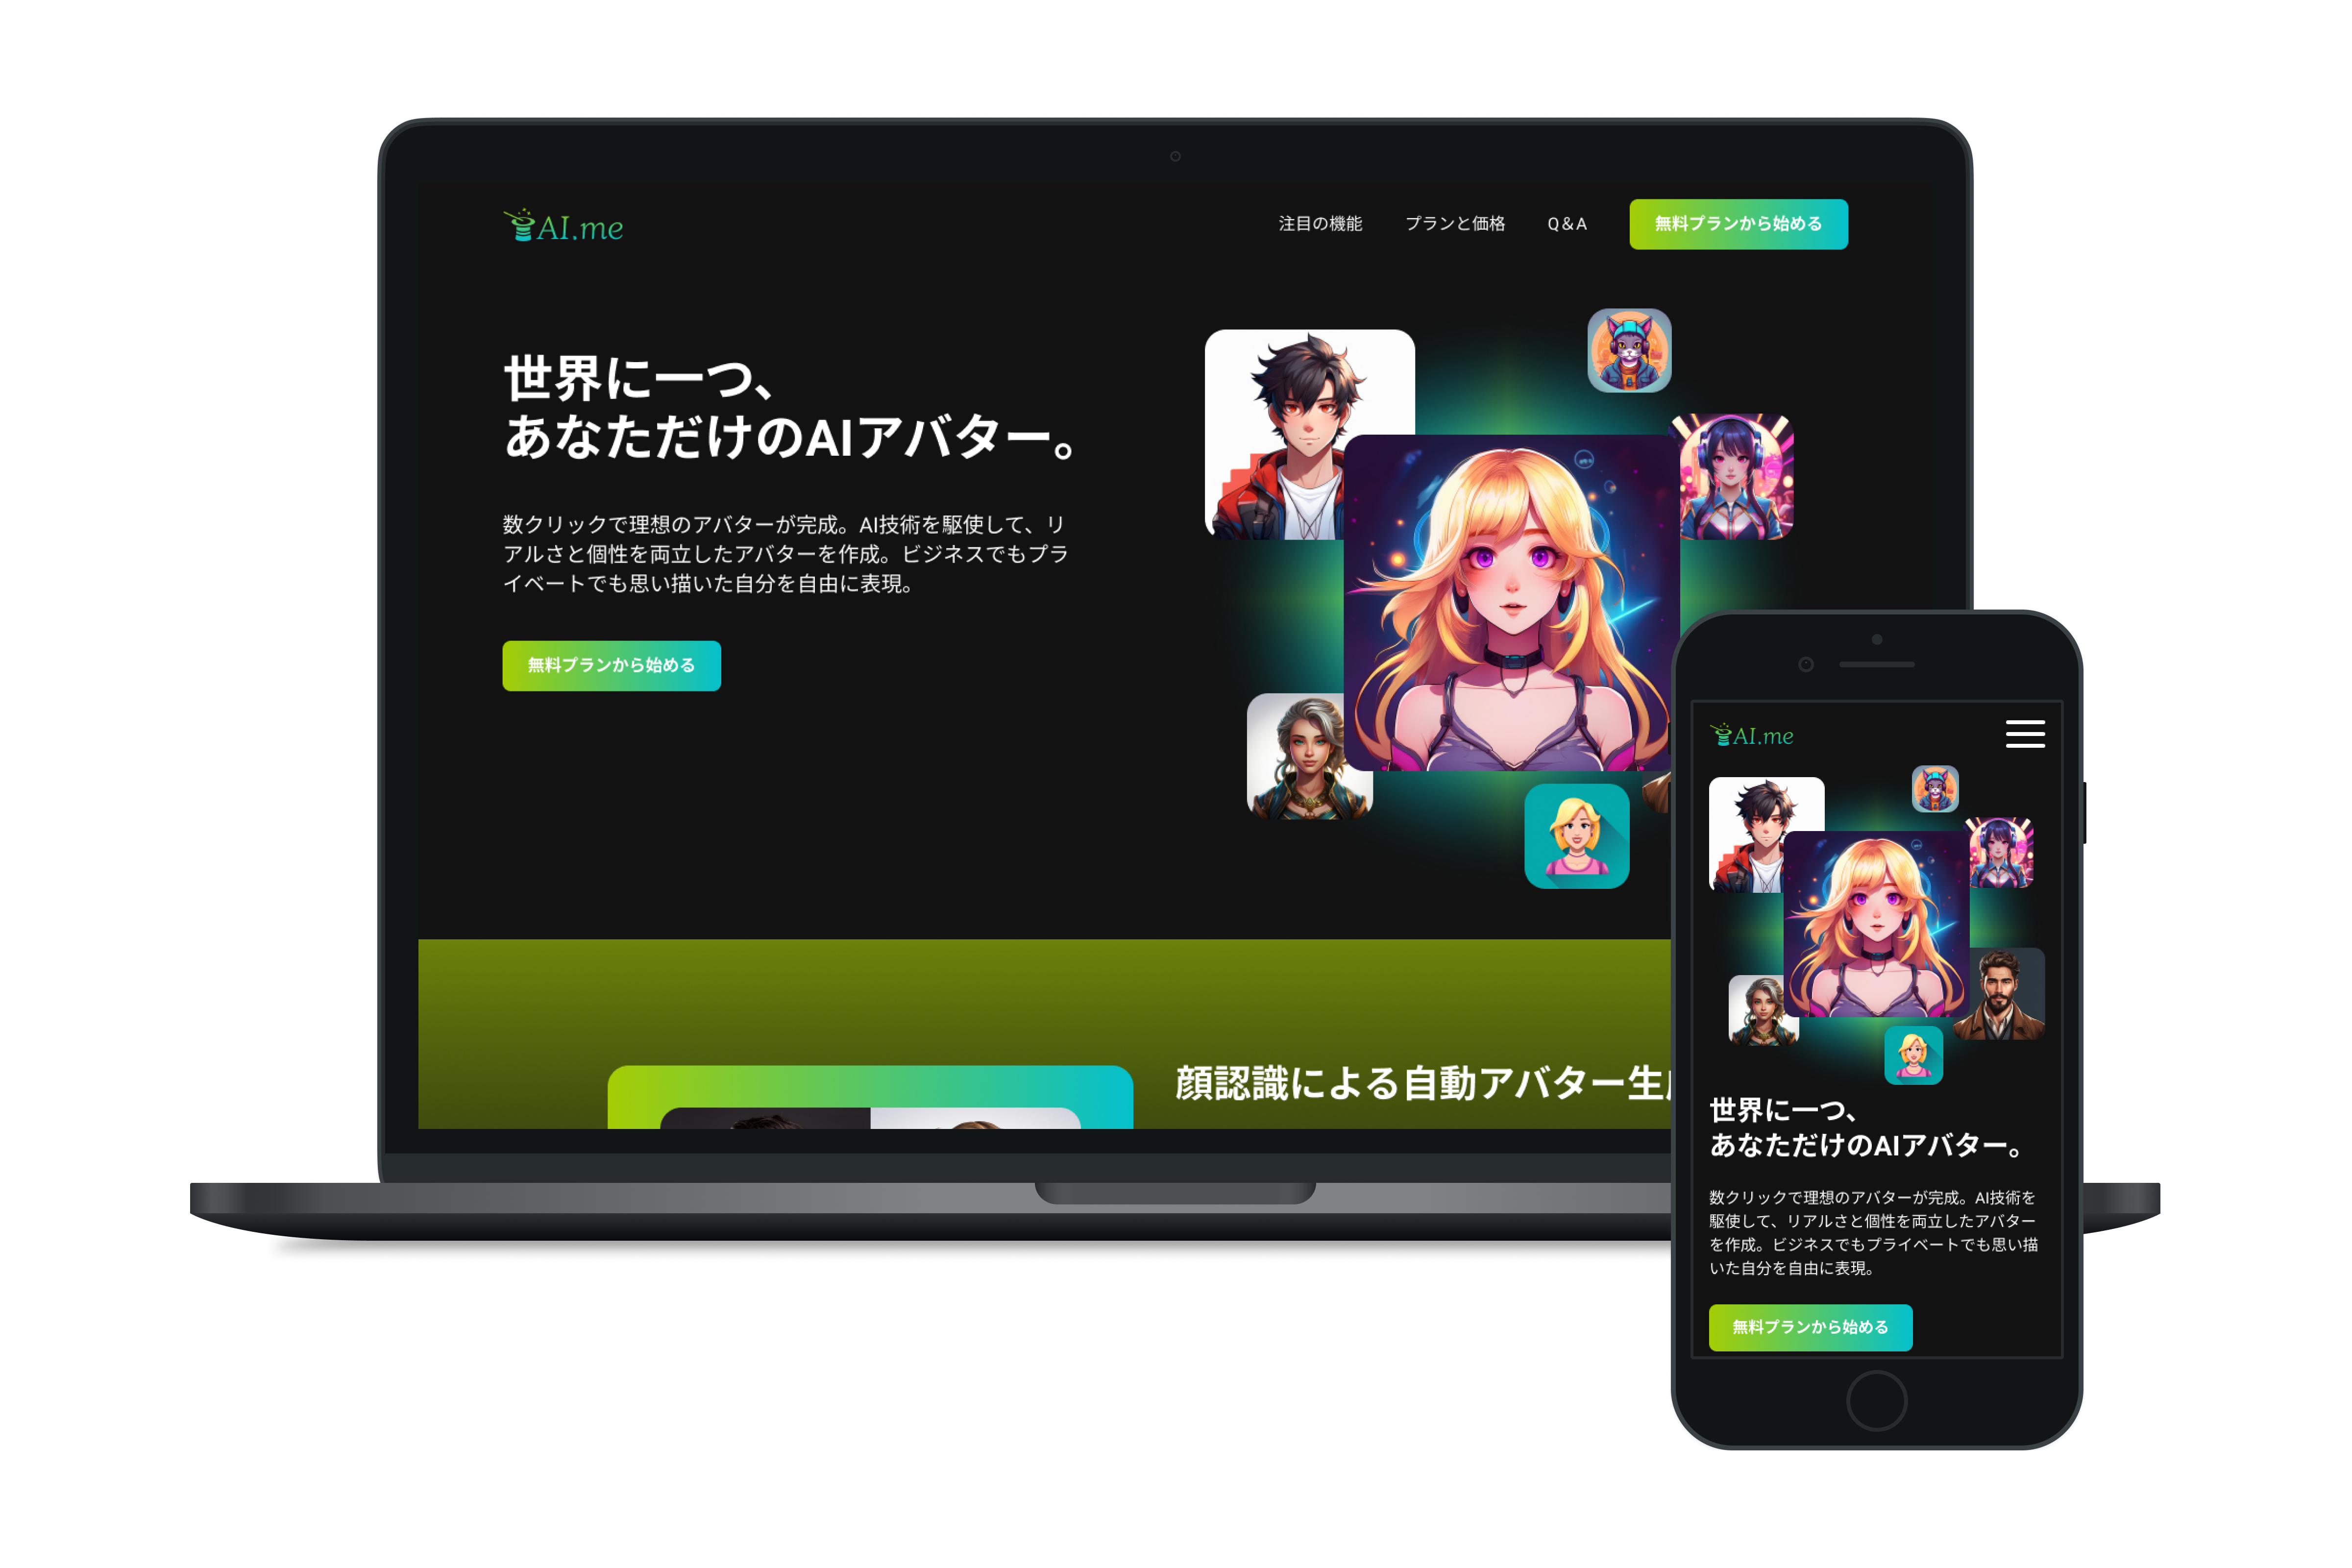 AI.me
注目の機能 プランと価格 Q&A 無料プランから始める
世界に一つ、
あなただけのAIアバター。
数クリックで理想のアバターが完成。AI技術を駆使して、リ
アルさと個性を両立したアバターを作成。ビジネスでもプラ
イベートでも思い描いた自分を自由に表現。
無料プランから始める
顔認識による自動アバター生
AI.me
世界に一つ、
あなただけのAIアバター。
数クリックで理想のアバターが完成。AI技術を
駆使して、リアルさと個性を両立したアバター
を作成。ビジネスでもプライベートでも思い描
いた自分を自由に表現。
無料プランから始める